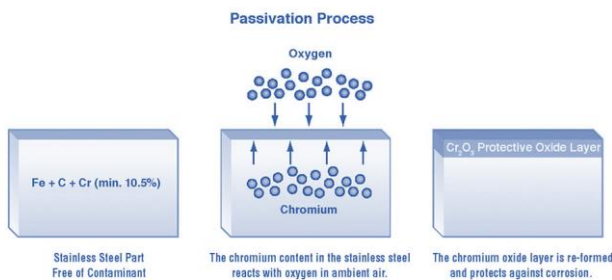 Passivation Process
Oxygen
Fe + C + Cr (min. 10.5%)
Chromium
Cr₂O₃ Protective Oxide Layer
Stainless Steel Part
Free of Contaminant
The chromium content in the stainless steel
reacts with oxygen in ambient air.
The chromium oxide layer is re-formed
and protects against corrosion.